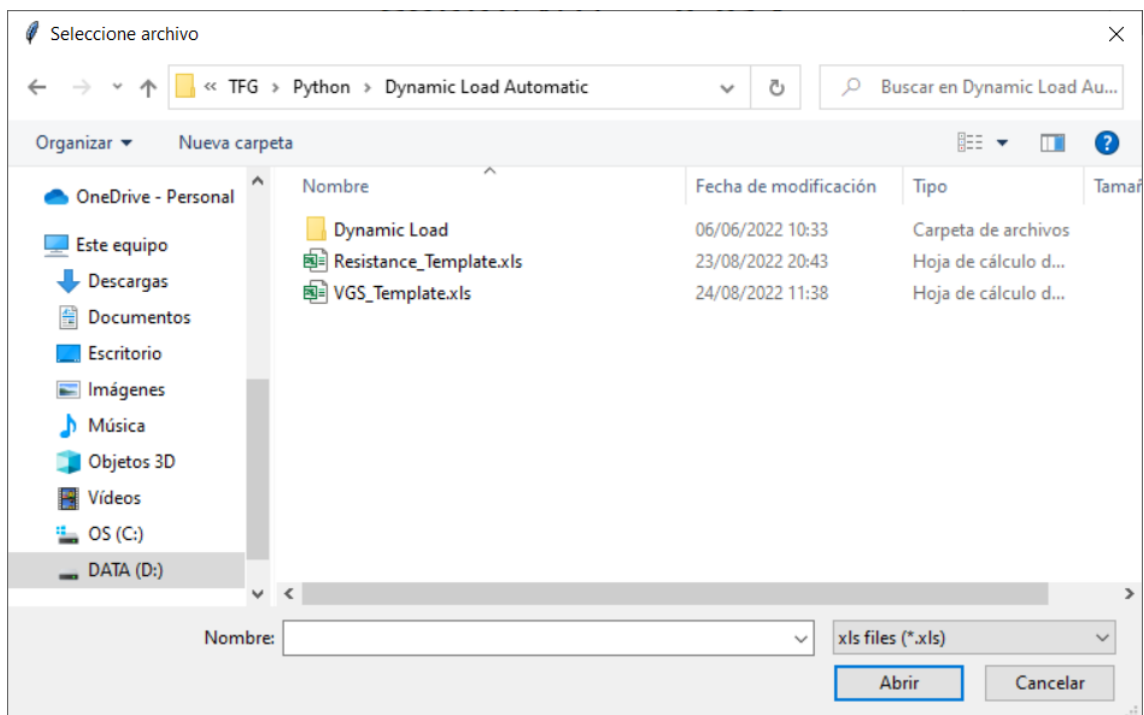 Seleccione archivo
« TFG > Python > Dynamic Load Automatic
Buscar en Dynamic Load Au...
Organizar
Nueva carpeta
OneDrive - Personal
Este equipo
Descargas
Documentos
Escritorio
Imágenes
Música
Objetos 3D
Vídeos
OS (C:)
DATA (D:)
Nombre Fecha de modificación Tipo Tamañ
Dynamic Load 06/06/2022 10:33 Carpeta de archivos
Resistance_Template.xls 23/08/2022 20:43 Hoja de cálculo d...
VGS_Template.xls 24/08/2022 11:38 Hoja de cálculo d...
Nombre:
xls files (*.xls)
Abrir
Cancelar